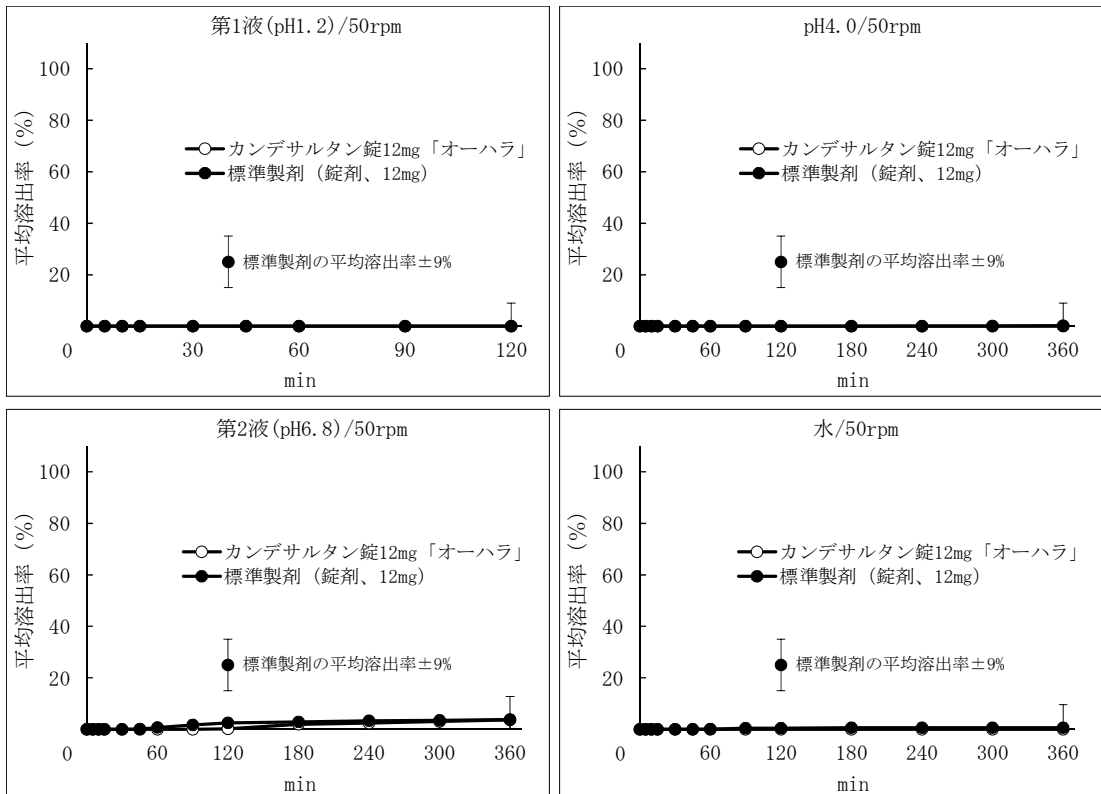 第1液(pH1.2)/50rpm
平均溶出率 (%)
100
80
60
40
20
0
カンデサルタン錠12mg「オーハラ」
標準製剤 (錠剤、12mg)
標準製剤の平均溶出率±9%
30
60
90
120
min
pH4.0/50rpm
平均溶出率 (%)
100
80
60
40
20
0
カンデサルタン錠12mg「オーハラ」
標準製剤 (錠剤、12mg)
標準製剤の平均溶出率±9%
60
120
180
240
300
360
min
第2液(pH6.8)/50rpm
平均溶出率 (%)
100
80
60
40
20
0
カンデサルタン錠12mg「オーハラ」
標準製剤 (錠剤、12mg)
標準製剤の平均溶出率±9%
60
120
180
240
300
360
min
水/50rpm
平均溶出率 (%)
100
80
60
40
20
0
カンデサルタン錠12mg「オーハラ」
標準製剤 (錠剤、12mg)
標準製剤の平均溶出率±9%
60
120
180
240
300
360
min